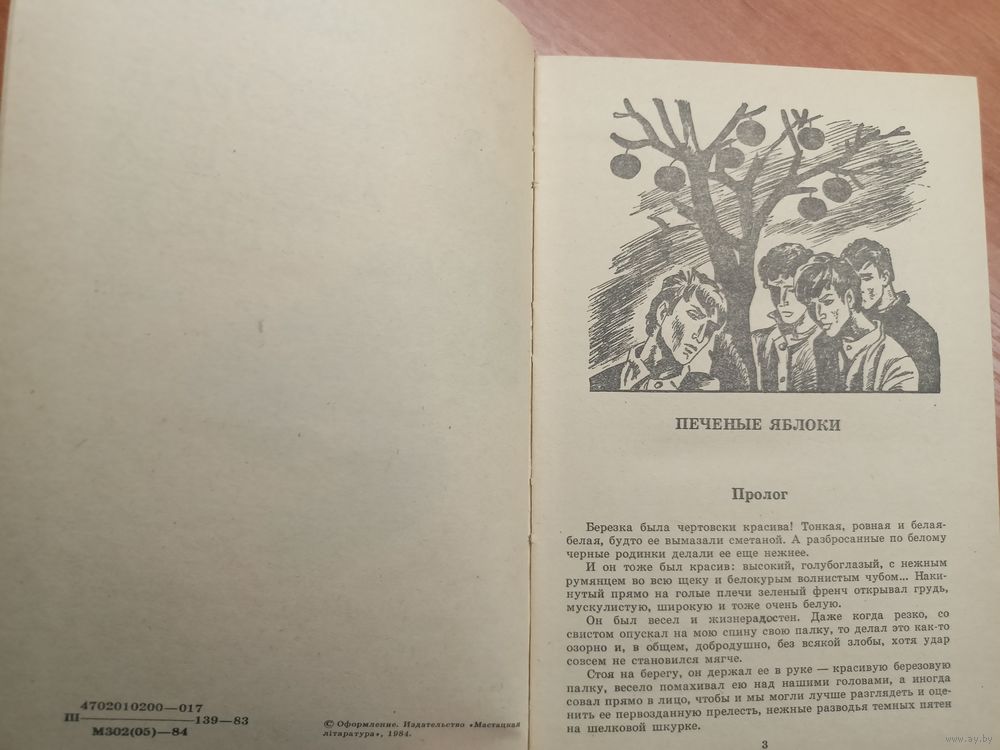 4702010200—017
Ш————————139—83
М302(05)—84
© Оформление. Издательство «Мастацкая
літаратура», 1984.
ПЕЧЕНЫЕ ЯБЛОКИ
Пролог
Березка была чертовски красива! Тонкая, ровная и белая-
белая, будто ее вымазали сметаной. А разбросанные по белому
черные родинки делали ее еще нежнее.
И он тоже был красив: высокий, голубоглазый, с нежным
румянцем во всю щеку и белокурым волнистым чубом... Наки-
нутый прямо на голые плечи зеленый френч открывал грудь,
мускулистую, широкую и тоже очень белую.
Он был весел и жизнерадостен. Даже когда резко, со
свистом опускал на мою спину свою палку, то делал это как-то
озорно и, в общем, добродушно, без всякой злобы, хотя удар
совсем не становился мягче.
Стоя на берегу, он держал ее в руке — красивую березовую
палку, весело помахивал ею над нашими головами, а иногда
совал прямо в лицо, чтобы и мы могли лучше разглядеть и оце-
нить ее первозданную прелесть, нежные разводья темных пятен
на шелковой шкурке.
3
www.ay.by